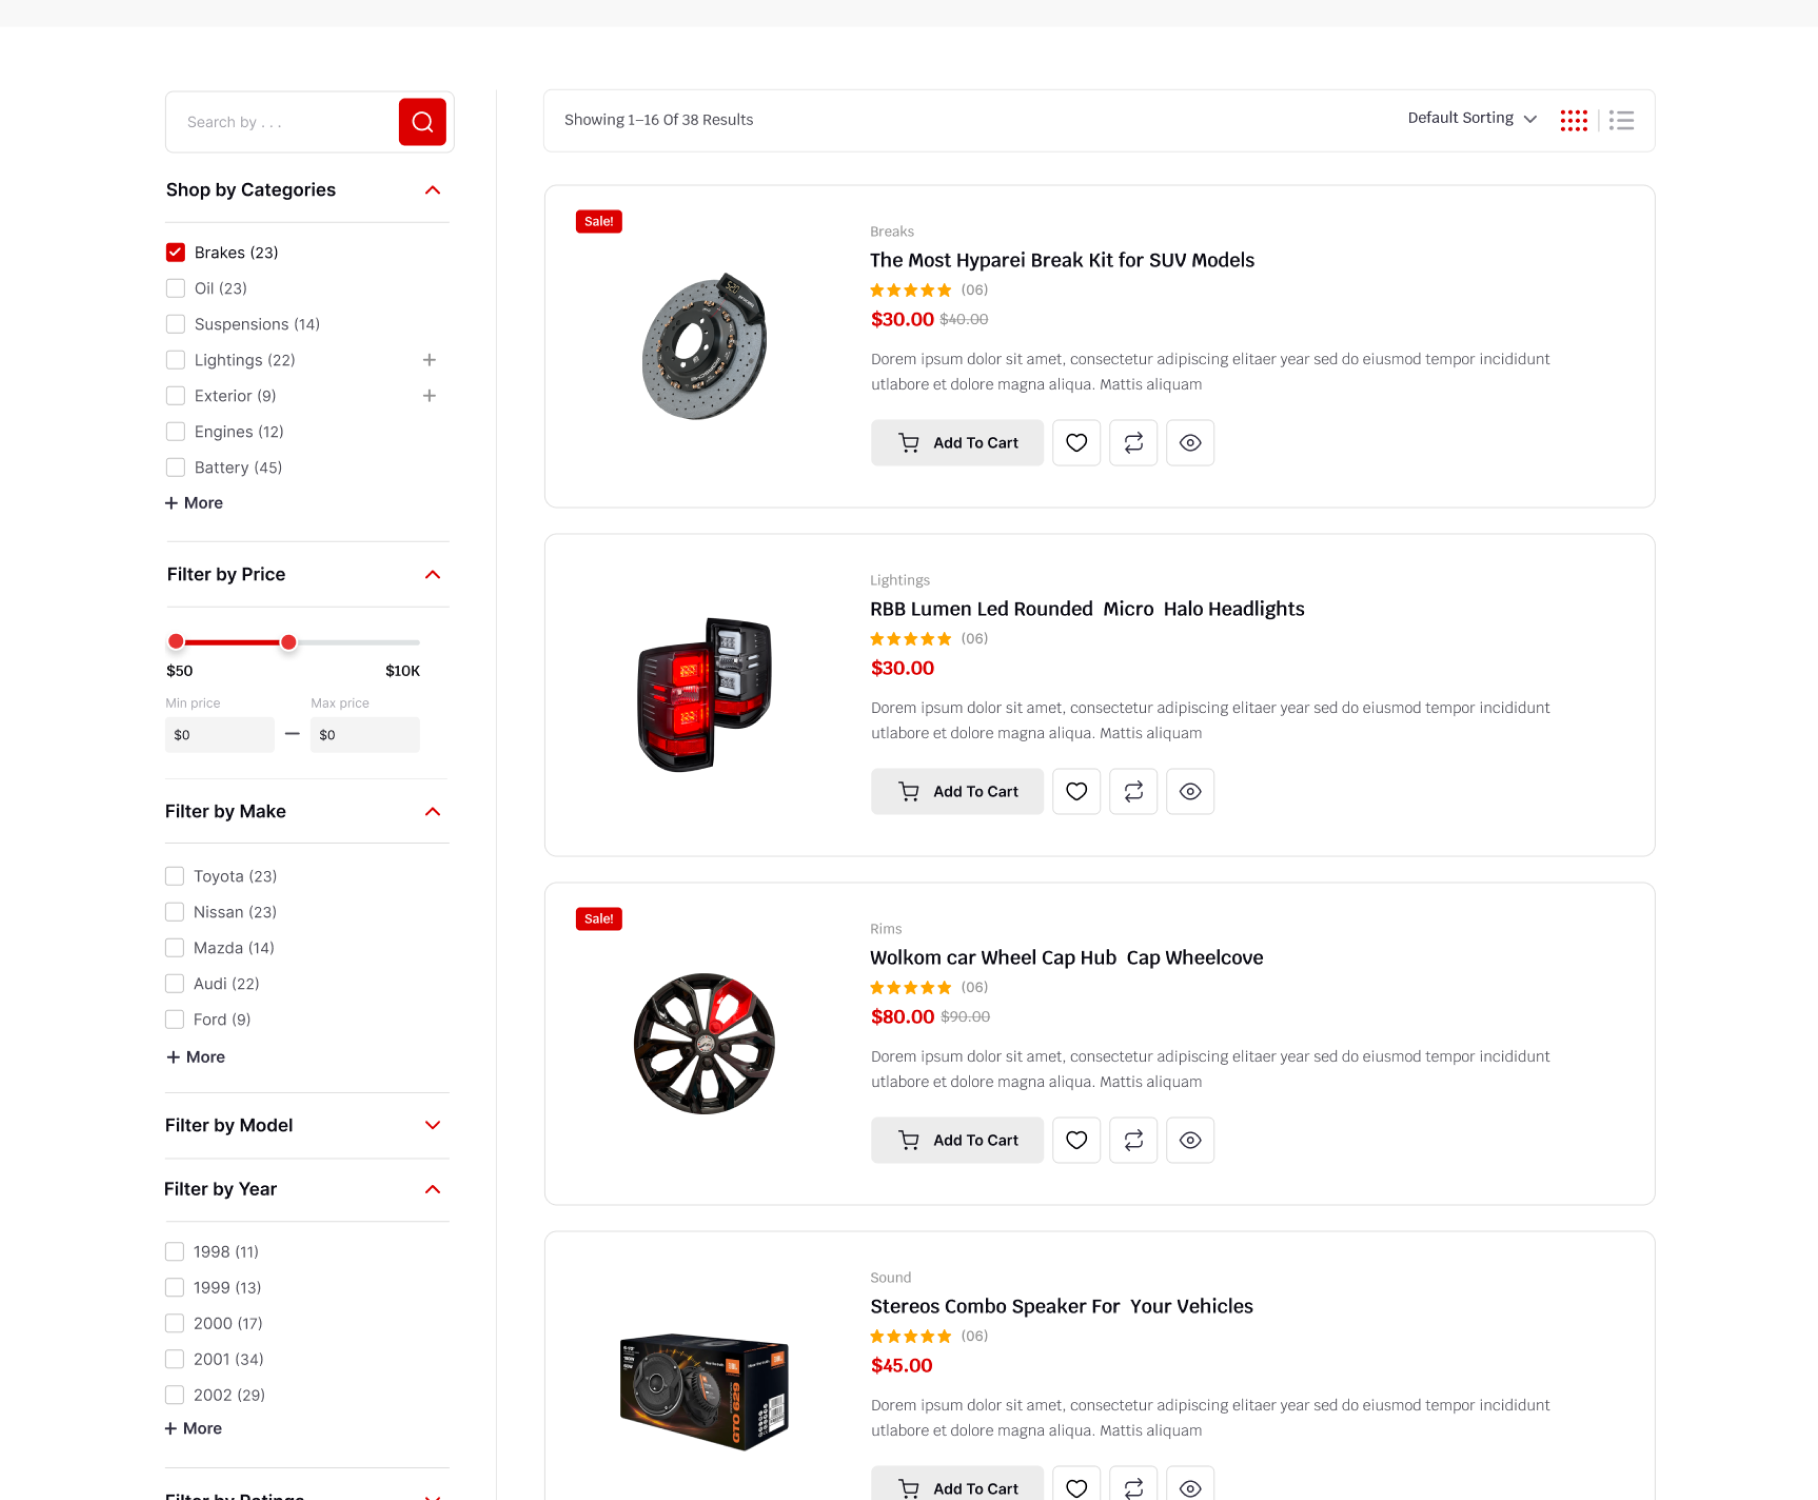 Search by . . .
Shop by Categories
Brakes (23)
Oil (23)
Suspensions (14)
Lightings (22)
Exterior (9)
Engines (12)
Battery (45)
+ More
Filter by Price
$50 $10K
Min price Max price
$0 — $0
Filter by Make
Toyota (23)
Nissan (23)
Mazda (14)
Audi (22)
Ford (9)
+ More
Filter by Model
Filter by Year
1998 (11)
1999 (13)
2000 (17)
2001 (34)
2002 (29)
+ More
Filter by Ratings
Showing 1–16 Of 38 Results
Default Sorting
Sale!
Breaks
The Most Hyparei Break Kit for SUV Models
(06)
$30.00 $40.00
Dorem ipsum dolor sit amet, consectetur adipiscing elitaer year sed do eiusmod tempor incididunt
utlabore et dolore magna aliqua. Mattis aliquam
Add To Cart
Lightings
RBB Lumen Led Rounded Micro Halo Headlights
(06)
$30.00
Dorem ipsum dolor sit amet, consectetur adipiscing elitaer year sed do eiusmod tempor incididunt
utlabore et dolore magna aliqua. Mattis aliquam
Add To Cart
Sale!
Rims
Wolkom car Wheel Cap Hub Cap Wheelcove
(06)
$80.00 $90.00
Dorem ipsum dolor sit amet, consectetur adipiscing elitaer year sed do eiusmod tempor incididunt
utlabore et dolore magna aliqua. Mattis aliquam
Add To Cart
Sound
Stereos Combo Speaker For Your Vehicles
(06)
$45.00
JBL
GTO 629
Dorem ipsum dolor sit amet, consectetur adipiscing elitaer year sed do eiusmod tempor incididunt
utlabore et dolore magna aliqua. Mattis aliquam
Add To Cart